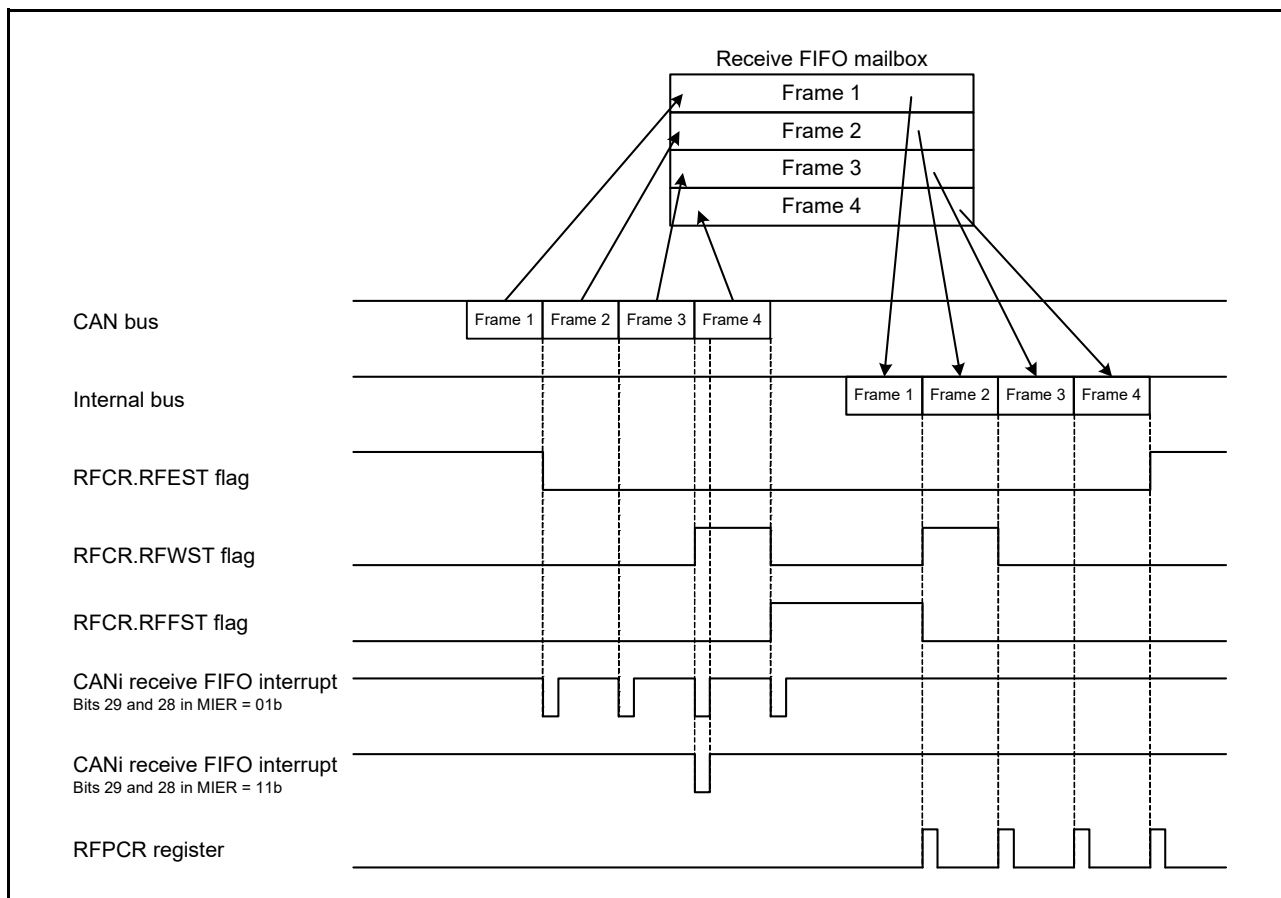 Receive FIFO mailbox
Frame 1
Frame 2
Frame 3
Frame 4
CAN bus
Frame 1 Frame 2 Frame 3 Frame 4
Internal bus
Frame 1 Frame 2 Frame 3 Frame 4
RFCR.RFEST flag
RFCR.RFWST flag
RFCR.RFFST flag
CANi receive FIFO interrupt
Bits 29 and 28 in MIER = 01b
CANi receive FIFO interrupt
Bits 29 and 28 in MIER = 11b
RFPCR register